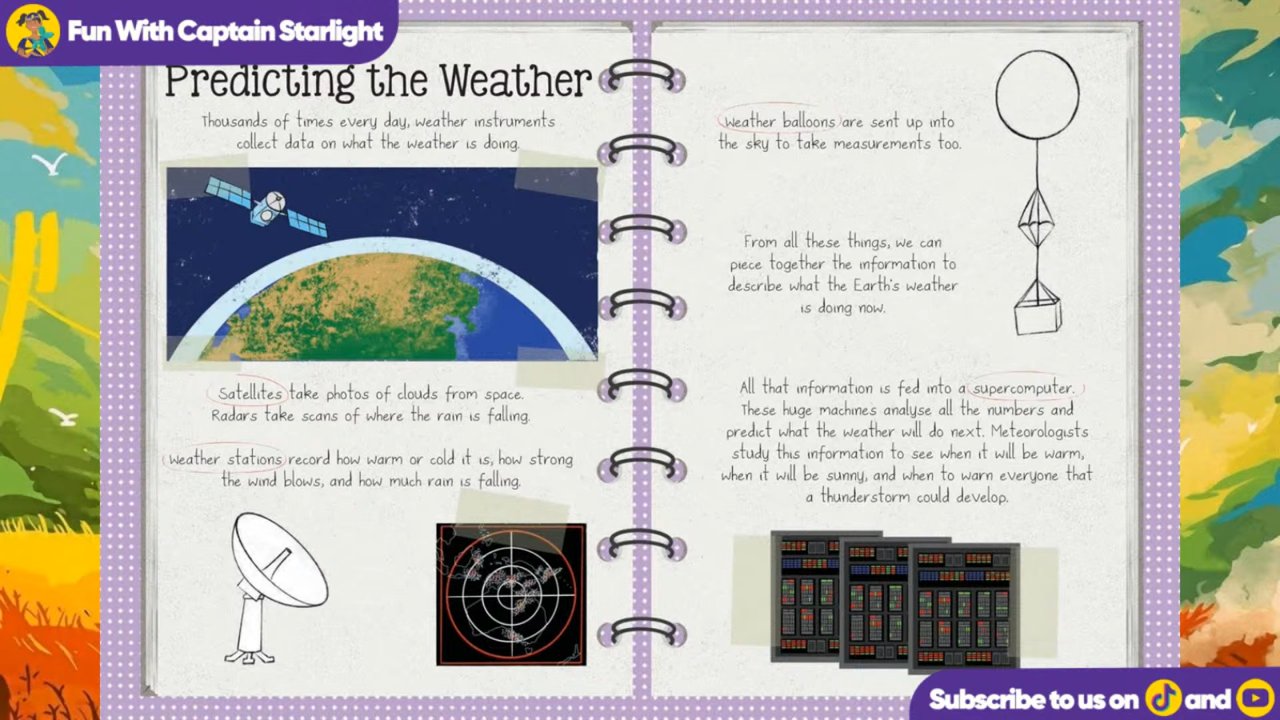 Fun With Captain Starlight
Predicting the Weather
Thousands of times every day, weather instruments
collect data on what the weather is doing.
Satellites take photos of clouds from space.
Radars take scans of where the rain is falling.
Weather stations record how warm or cold it is, how strong
the wind blows, and how much rain is falling.
Weather balloons are sent up into
the sky to take measurements too.
From all these things, we can
piece together the information to
describe what the Earth's weather
is doing now.
All that information is fed into a supercomputer.
These huge machines analyse all the numbers and
predict what the weather will do next. Meteorologists
study this information to see when it will be warm,
when it will be sunny, and when to warn everyone that
a thunderstorm could develop.
Subscribe to us on and